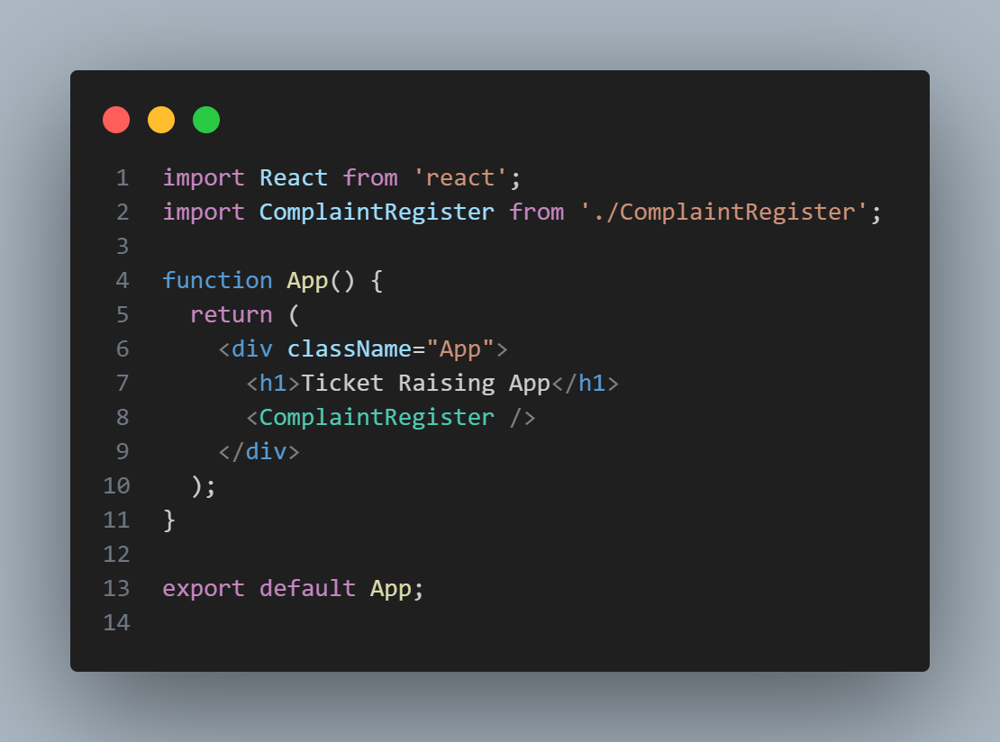 1 import React from 'react';
2 import ComplaintRegister from './ComplaintRegister';
3
4 function App() {
5   return (
6     <div className="App">
7       <h1>Ticket Raising App</h1>
8       <ComplaintRegister />
9     </div>
10   );
11 }
12
13 export default App;
14